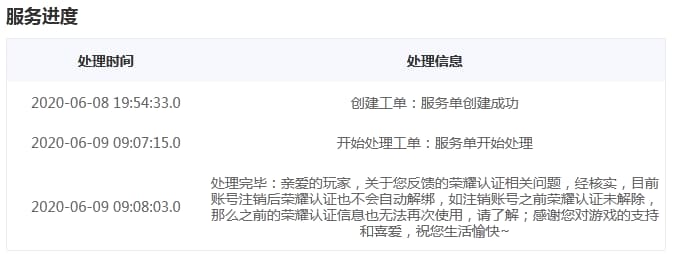 服务进度
处理时间 处理信息
2020-06-08 19:54:33.0 创建工单：服务单创建成功
2020-06-09 09:07:15.0 开始处理工单：服务单开始处理
处理完毕：亲爱的玩家，关于您反馈的荣耀认证相关问题，经核实，目前
账号注销后荣耀认证也不会自动解绑，如注销账号之前荣耀认证未解除，
2020-06-09 09:08:03.0 那么之前的荣耀认证信息也无法再次使用，请了解；感谢您对游戏的支持
和喜爱，祝您生活愉快~